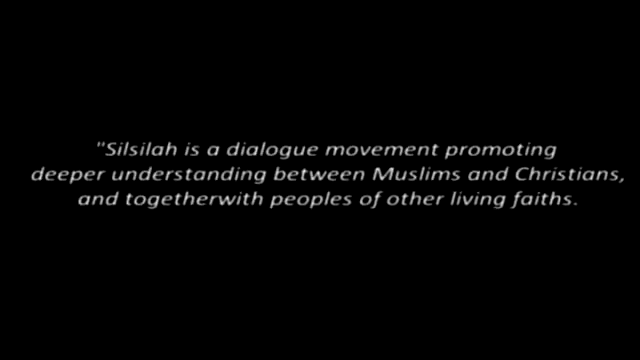 "Silsilah is a dialogue movement promoting
deeper understanding between Muslims and Christians,
and togetherwith peoples of other living faiths.